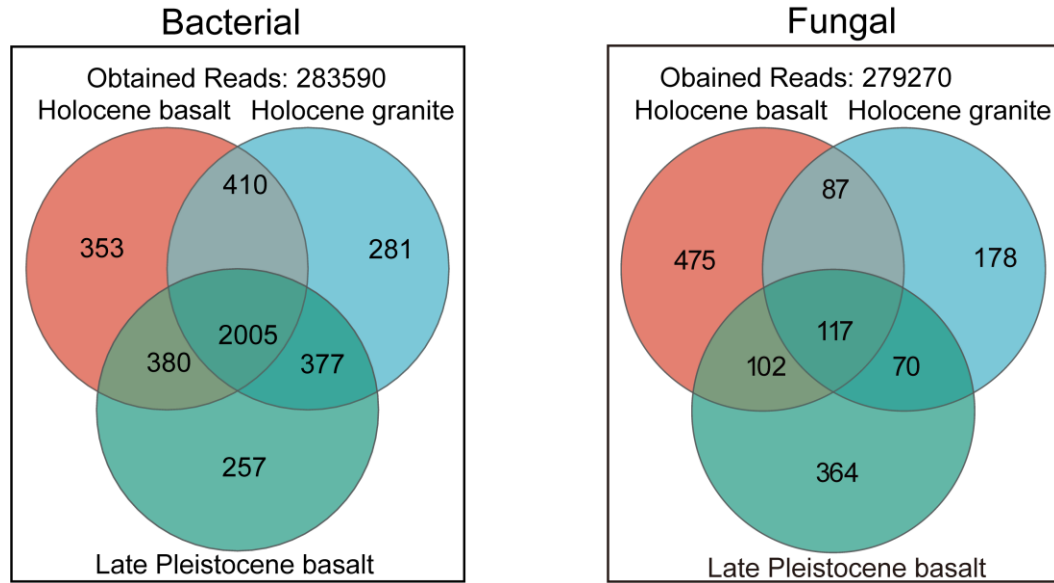 Bacterial
Obtained Reads: 283590
Holocene basalt Holocene granite
410
353
281
2005
380
377
257
Late Pleistocene basalt
Fungal
Obained Reads: 279270
Holocene basalt Holocene granite
87
475
178
117
102
70
364
Late Pleistocene basalt